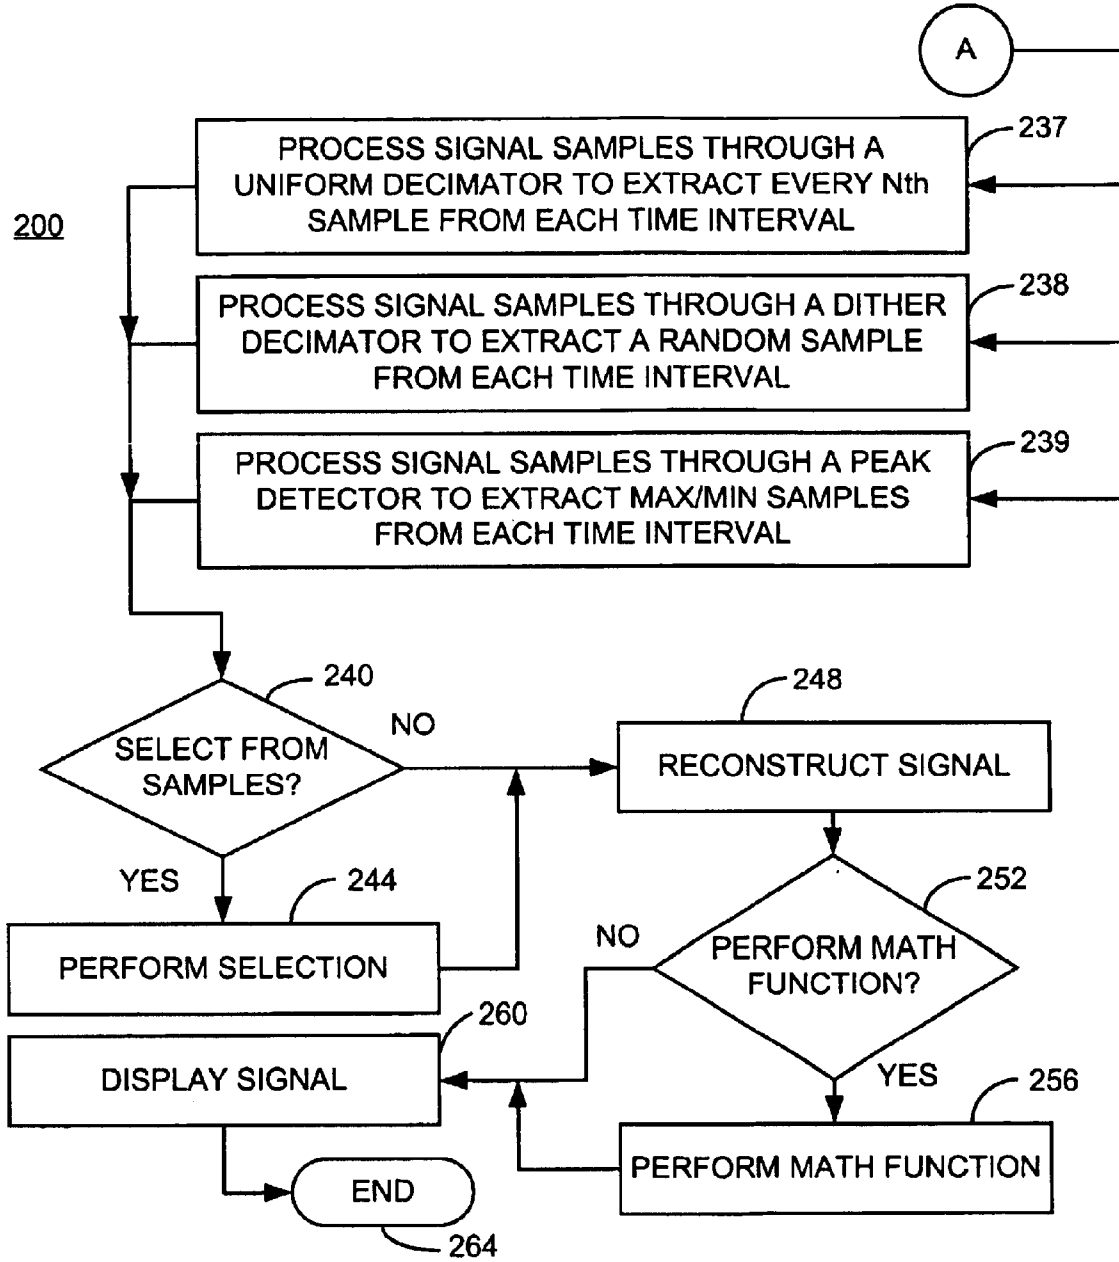 A
237
PROCESS SIGNAL SAMPLES THROUGH A
UNIFORM DECIMATOR TO EXTRACT EVERY Nth
SAMPLE FROM EACH TIME INTERVAL
200
238
PROCESS SIGNAL SAMPLES THROUGH A DITHER
DECIMATOR TO EXTRACT A RANDOM SAMPLE
FROM EACH TIME INTERVAL
239
PROCESS SIGNAL SAMPLES THROUGH A PEAK
DETECTOR TO EXTRACT MAX/MIN SAMPLES
FROM EACH TIME INTERVAL
240
SELECT FROM
SAMPLES?
NO
248
RECONSTRUCT SIGNAL
YES
244
PERFORM SELECTION
252
PERFORM MATH
FUNCTION?
NO
260
DISPLAY SIGNAL
YES
256
PERFORM MATH FUNCTION
END
264